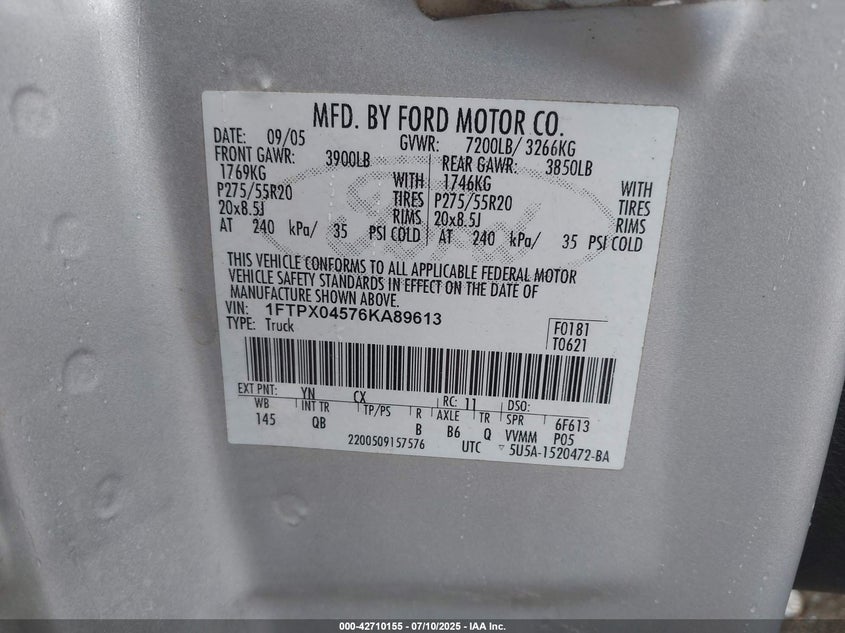 MFD. BY FORD MOTOR CO.
DATE: 09/05 GVWR: 7200LB/ 3266KG
FRONT GAWR: 3900LB REAR GAWR: 3850LB
1769KG WITH 1746KG WITH
P275/55R20 TIRES P275/55R20 TIRES
20x8.5J RIMS 20x8.5J RIMS
AT 240 kPa/ 35 PSI COLD AT 240 kPa/ 35 PSI COLD
THIS VEHICLE CONFORMS TO ALL APPLICABLE FEDERAL MOTOR
VEHICLE SAFETY STANDARDS IN EFFECT ON THE DATE OF
MANUFACTURE SHOWN ABOVE.
VIN: 1FTPX04576KA89613
TYPE: Truck
F0181
T0621
EXT PNT: YN CX RC: 11 DSO:
WB INT TR TP/PS R AXLE TR SPR 6F613
145 QB B B6 Q VVMM P05
2200509157576 UTC 5U5A-1520472-BA
Ford
000-42710155 | 07/10/2025 | IAA Inc.